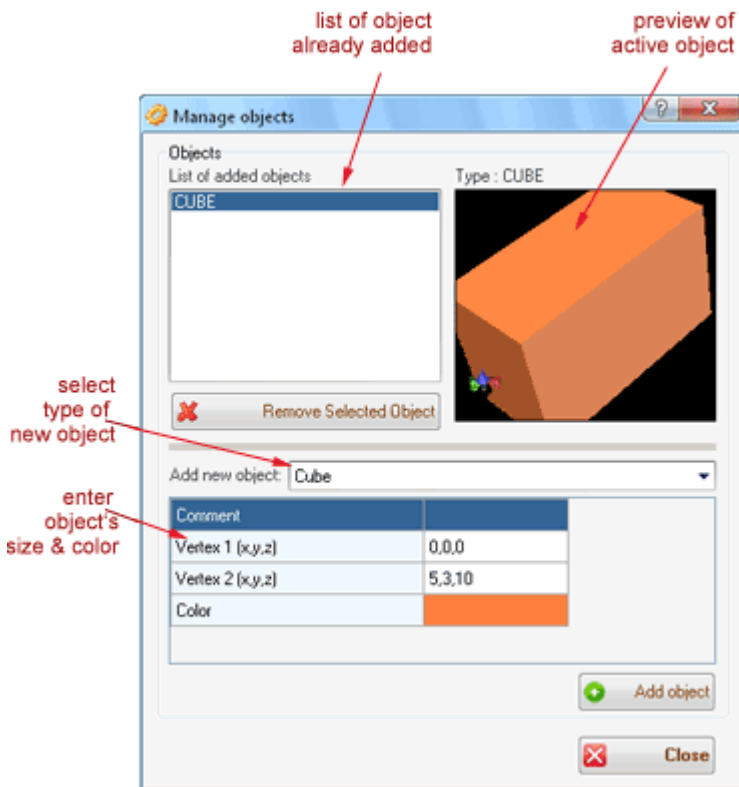 list of object
already added
preview of
active object
Manage objects
?
Objects
List of added objects
Type : CUBE
CUBE
Remove Selected Object
select
type of
new object
Add new object: Cube
enter
object's
size & color
Comment
Vertex 1 (x,y,z) 0,0,0
Vertex 2 (x,y,z) 5,3,10
Color
Add object
Close